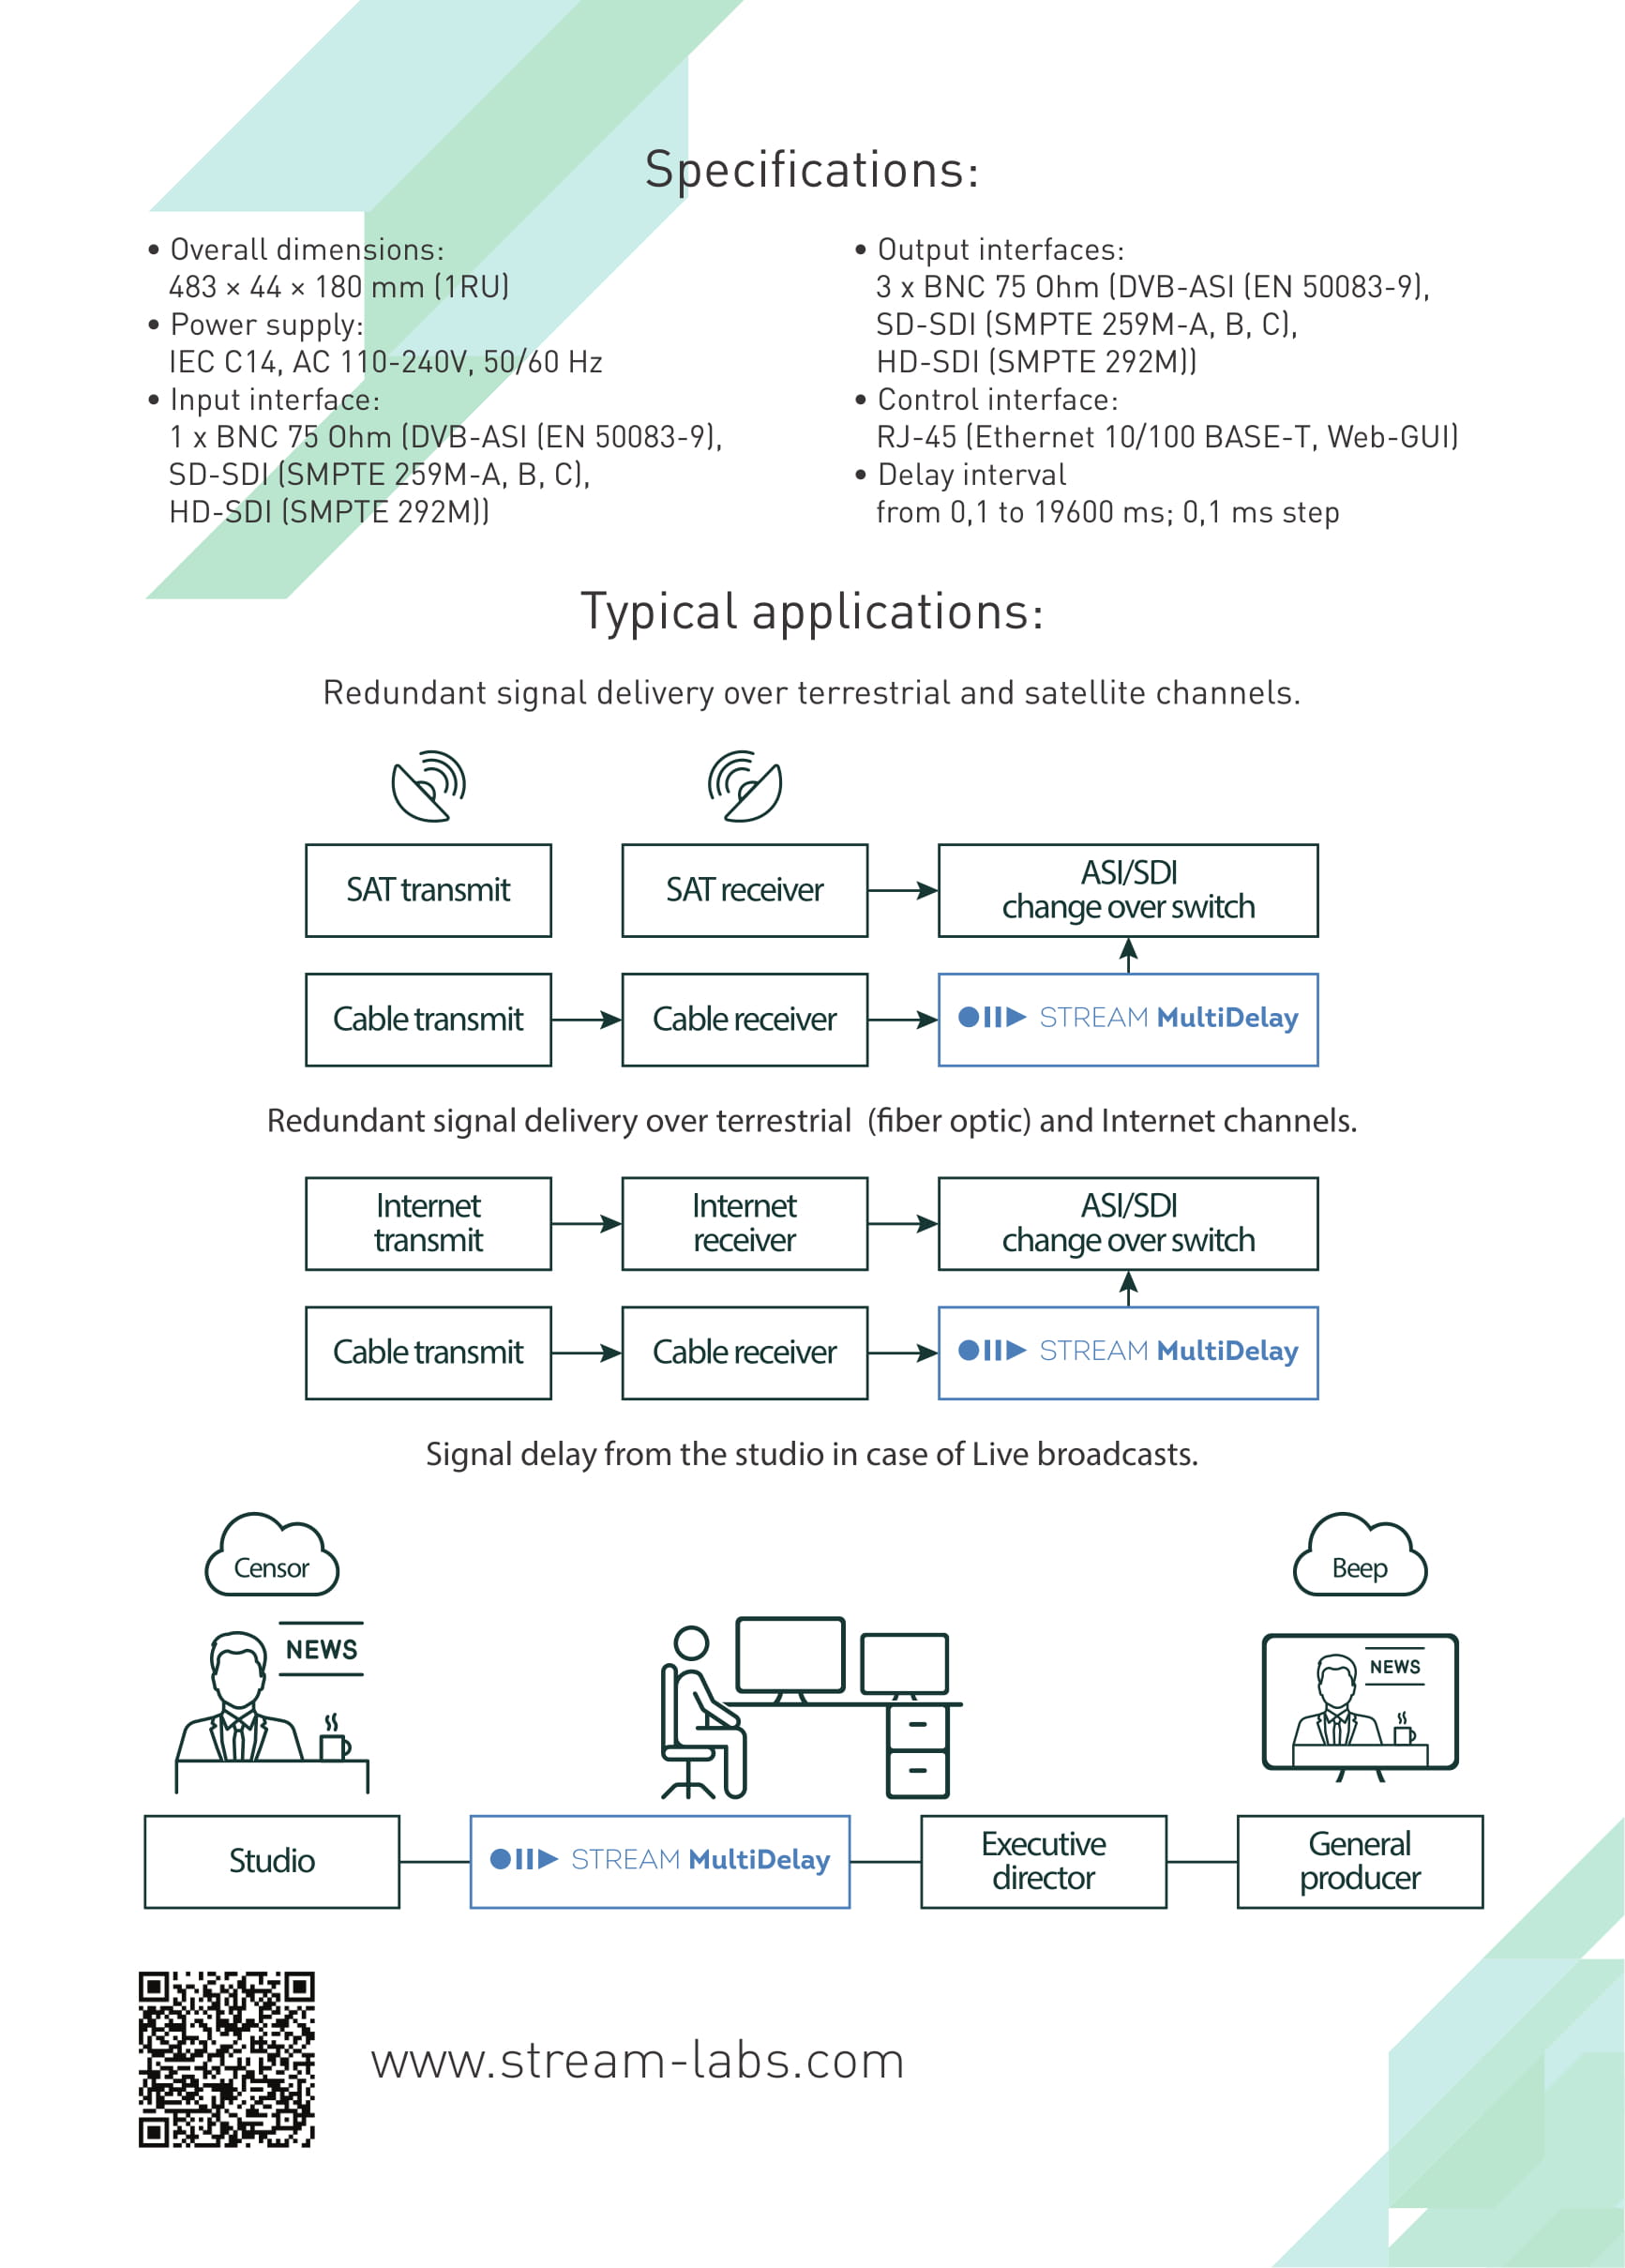 Specifications:
• Overall dimensions:
483 × 44 × 180 mm (1RU)
• Power supply:
IEC C14, AC 110-240V, 50/60 Hz
• Input interface:
1 x BNC 75 Ohm (DVB-ASI (EN 50083-9),
SD-SDI (SMPTE 259M-A, B, C),
HD-SDI (SMPTE 292M))
• Output interfaces:
3 x BNC 75 Ohm (DVB-ASI (EN 50083-9),
SD-SDI (SMPTE 259M-A, B, C),
HD-SDI (SMPTE 292M))
• Control interface:
RJ-45 (Ethernet 10/100 BASE-T, Web-GUI)
• Delay interval
from 0,1 to 19600 ms; 0,1 ms step
Typical applications:
Redundant signal delivery over terrestrial and satellite channels.
SAT transmit
SAT receiver
ASI/SDI
change over switch
Cable transmit
Cable receiver
STREAM MultiDelay
Redundant signal delivery over terrestrial (fiber optic) and Internet channels.
Internet
transmit
Internet
receiver
ASI/SDI
change over switch
Cable transmit
Cable receiver
STREAM MultiDelay
Signal delay from the studio in case of Live broadcasts.
Censor
Beep
NEWS
NEWS
Studio
STREAM MultiDelay
Executive
director
General
producer
www.stream-labs.com